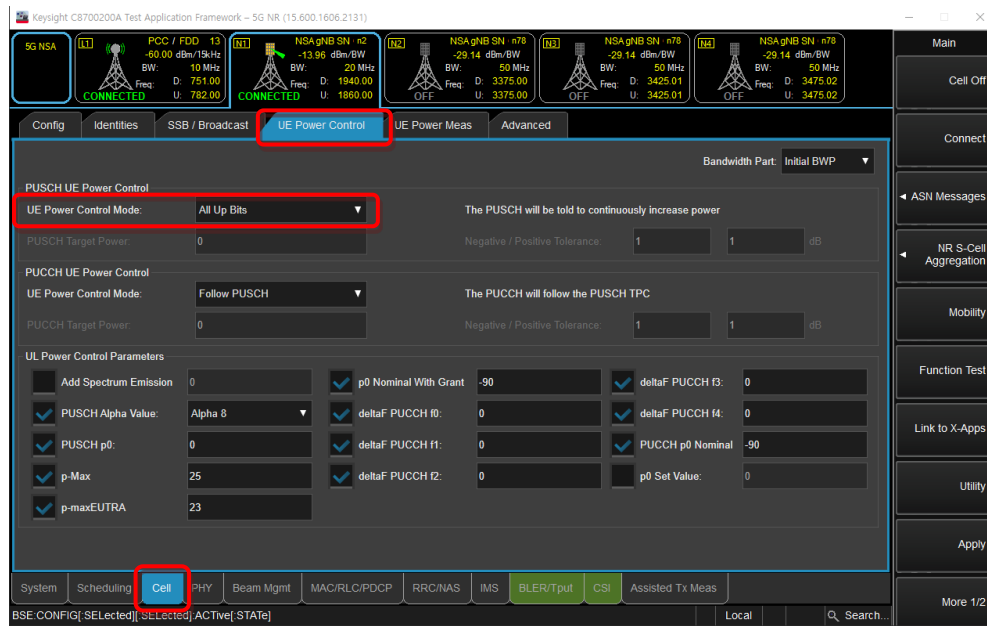 Keysight C8700200A Test Application Framework – 5G NR (15.600.1606.2131)
5G NSA
L1 PCC / FDD 13
-60.00 dBm/15kHz
BW: 10 MHz
Freq: D: 751.00
U: 782.00
CONNECTED
N1 NSA gNB SN · n2
-13.96 dBm/BW
BW: 20 MHz
Freq: D: 1940.00
U: 1860.00
CONNECTED
N2 NSA gNB SN · n78
-29.14 dBm/BW
BW: 50 MHz
Freq: D: 3375.00
U: 3375.00
OFF
N3 NSA gNB SN · n78
-29.14 dBm/BW
BW: 50 MHz
Freq: D: 3425.01
U: 3425.01
OFF
N4 NSA gNB SN · n78
-29.14 dBm/BW
BW: 50 MHz
Freq: D: 3475.02
U: 3475.02
OFF
Config Identities SSB / Broadcast UE Power Control UE Power Meas Advanced
Bandwidth Part: Initial BWP
PUSCH UE Power Control
UE Power Control Mode: All Up Bits The PUSCH will be told to continuously increase power
PUSCH Target Power: 0 Negative / Positive Tolerance: 1 1 dB
PUCCH UE Power Control
UE Power Control Mode: Follow PUSCH The PUCCH will follow the PUSCH TPC
PUCCH Target Power: 0 Negative / Positive Tolerance: 1 1 dB
UL Power Control Parameters
Add Spectrum Emission 0 p0 Nominal With Grant -90 deltaF PUCCH f3: 0
PUSCH Alpha Value: Alpha 8 deltaF PUCCH f0: 0 deltaF PUCCH f4: 0
PUSCH p0: 0 deltaF PUCCH f1: 0 PUCCH p0 Nominal -90
p-Max 25 deltaF PUCCH f2: 0 p0 Set Value: 0
p-maxEUTRA 23
System Scheduling Cell PHY Beam Mgmt MAC/RLC/PDCP RRC/NAS IMS BLER/Tput CSI Assisted Tx Meas
BSE:CONFIG[:SELected][:SELected]:ACTive[:STATe] Local Search...
Main
Cell Off
Connect
ASN Messages
NR S-Cell
Aggregation
Mobility
Function Test
Link to X-Apps
Utility
Apply
More 1/2